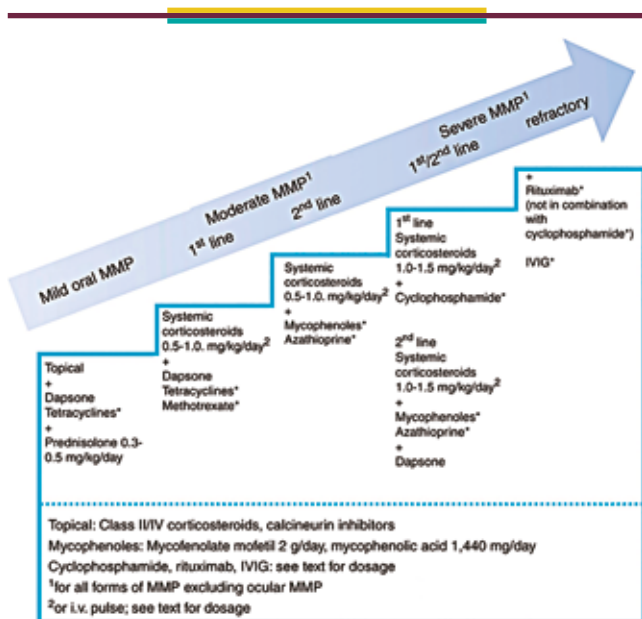 Mild oral MMP
Moderate MMP¹
1st line
2nd line
Severe MMP¹
1st/2nd line
refractory
Topical
+
Dapsone
Tetracyclines*
+
Prednisolone 0.3-
0.5 mg/kg/day
Systemic
corticosteroids
0.5-1.0. mg/kg/day²
+
Dapsone
Tetracyclines*
Methotrexate*
Systemic
corticosteroids
0.5-1.0. mg/kg/day²
+
Mycophenoles*
Azathioprine*
1st line
Systemic
corticosteroids
1.0-1.5 mg/kg/day²
+
Cyclophosphamide*
2nd line
Systemic
corticosteroids
1.0-1.5 mg/kg/day²
+
Mycophenoles*
Azathioprine*
+
Dapsone
+
Rituximab*
(not in combination
with
cyclophosphamide*)
IVIG*
Topical: Class II/IV corticosteroids, calcineurin inhibitors
Mycophenoles: Mycofenolate mofetil 2 g/day, mycophenolic acid 1,440 mg/day
Cyclophosphamide, rituximab, IVIG: see text for dosage
¹for all forms of MMP excluding ocular MMP
²or i.v. pulse; see text for dosage